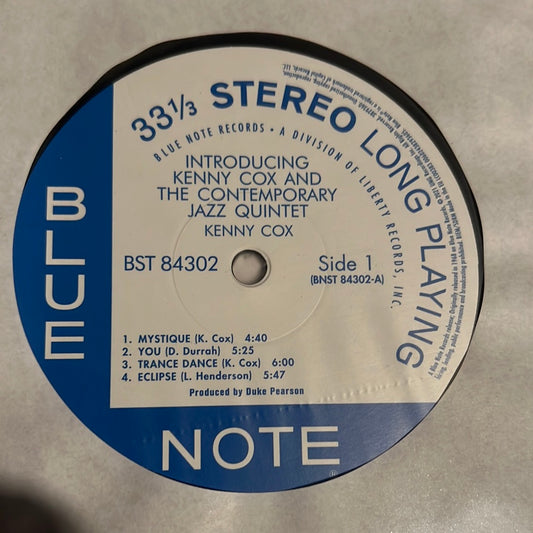 33⅓ STEREO LONG PLAYING
BLUE NOTE RECORDS • A DIVISION OF LIBERTY RECORDS, INC.
INTRODUCING
KENNY COX AND
THE CONTEMPORARY
JAZZ QUINTET
KENNY COX
BST 84302
Side 1
(BNST 84302-A)
1. MYSTIQUE (K. Cox) 4:40
2. YOU (D. Durrah) 5:25
3. TRANCE DANCE (K. Cox) 6:00
4. ECLIPSE (L. Henderson) 5:47
Produced by Duke Pearson
BLUE
NOTE